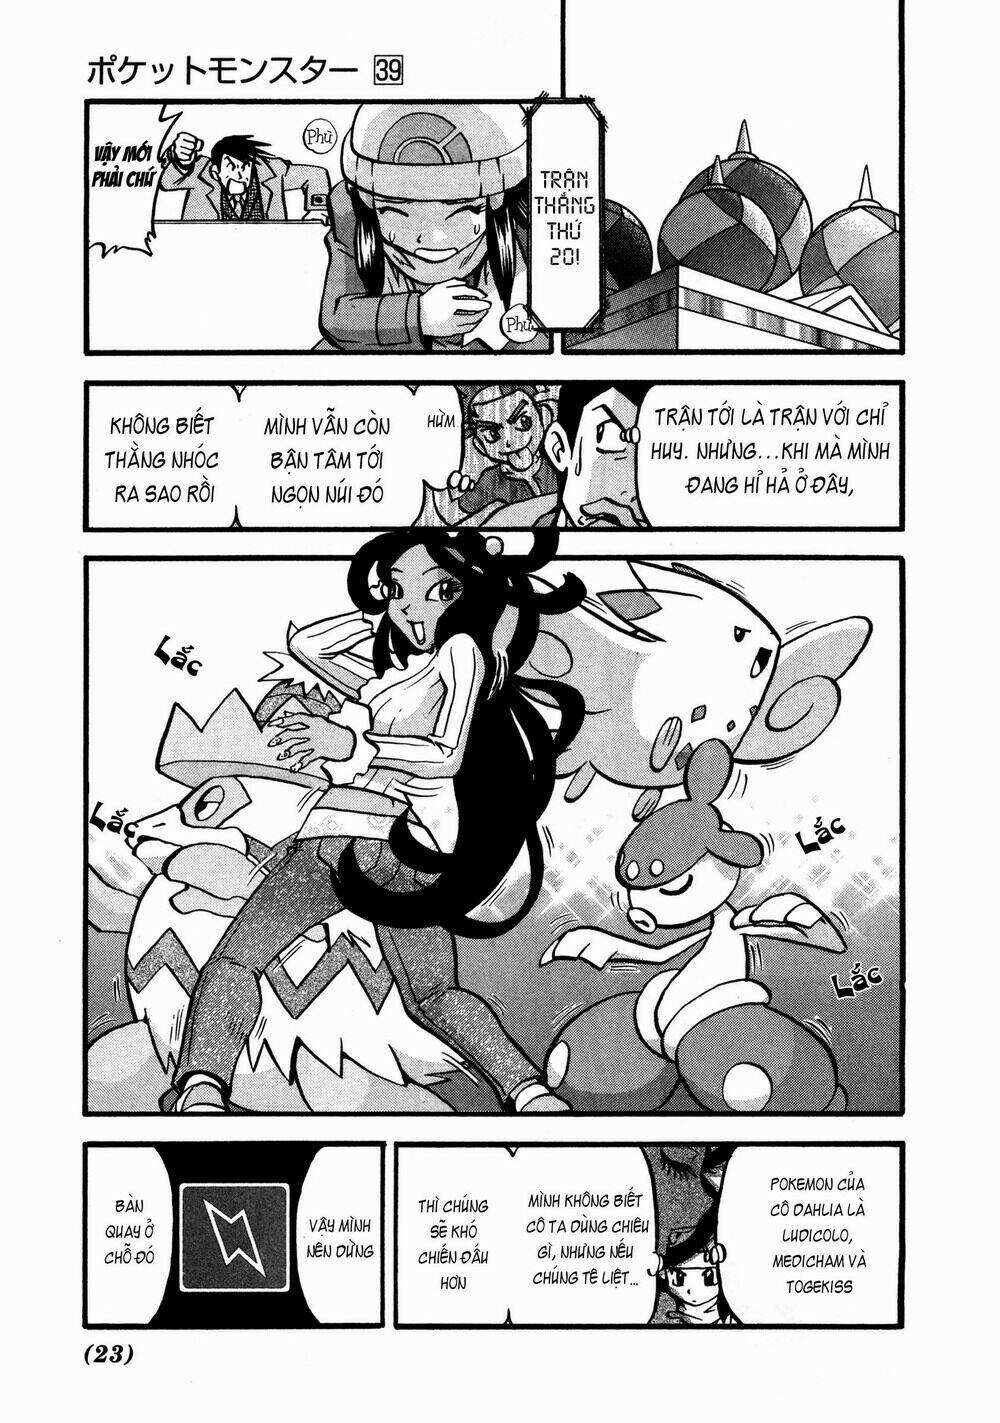 ポケットモンスター 39
TRẬN
THẮNG
THỨ
20!
Phù
Phù
VẬY MỚI
PHẢI CHỨ
TRẬN TỚI LÀ TRẬN VỚI CHỈ
HUY. NHƯNG...KHI MÀ MÌNH
ĐANG HỈ HẢ Ở ĐÂY,
HỪM
MÌNH VẪN CÒN
BẬN TÂM TỚI
NGỌN NÚI ĐÓ
KHÔNG BIẾT
THẰNG NHÓC
RA SAO RỒI
Lắc
Lắc
Lắc
Lắc
POKEMON CỦA
CÔ DAHLIA LÀ
LUDICOLO,
MEDICHAM VÀ
TOGEKISS
MÌNH KHÔNG BIẾT
CÔ TA DÙNG CHIÊU
GÌ, NHƯNG NẾU
CHÚNG TÊ LIỆT...
THÌ CHÚNG
SẼ KHÓ
CHIẾN ĐẤU
HƠN
VẬY MÌNH
NÊN DỪNG
BÀN
QUAY Ở
CHỖ ĐÓ
(23)